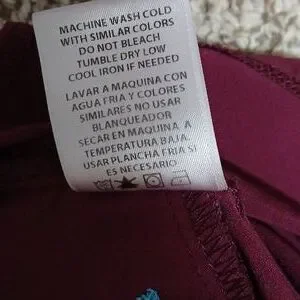 MACHINE WASH COLD
WITH SIMILAR COLORS
DO NOT BLEACH
TUMBLE DRY LOW
COOL IRON IF NEEDED
LAVAR A MAQUINA CON
AGUA FRIA Y COLORES
SIMILARES NO USAR
BLANQUEADOR
SECAR EN MAQUINA A
TEMPERATURA BAJA.
USAR PLANCHA FRIA SI
ES NECESARIO